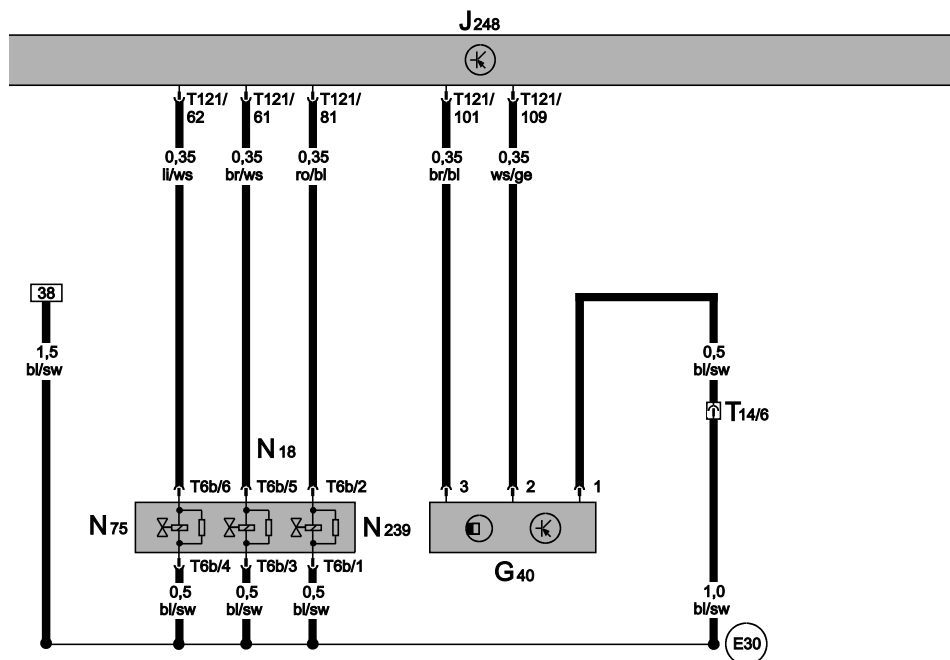 J248
T121/ T121/ T121/ T121/ T121/
62 61 81 101 109
0,35 0,35 0,35 0,35 0,35
li/ws br/ws ro/bl br/bl ws/ge
38
1,5
bl/sw
0,5
bl/sw
T14/6
N18
T6b/6 T6b/5 T6b/2 3 2 1
N75 N239
G40
T6b/4 T6b/3 T6b/1
0,5 0,5 0,5
bl/sw bl/sw bl/sw
1,0
bl/sw
E30